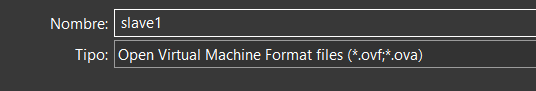 Nombre: slave1
Tipo: Open Virtual Machine Format files (*.ovf;*.ova)